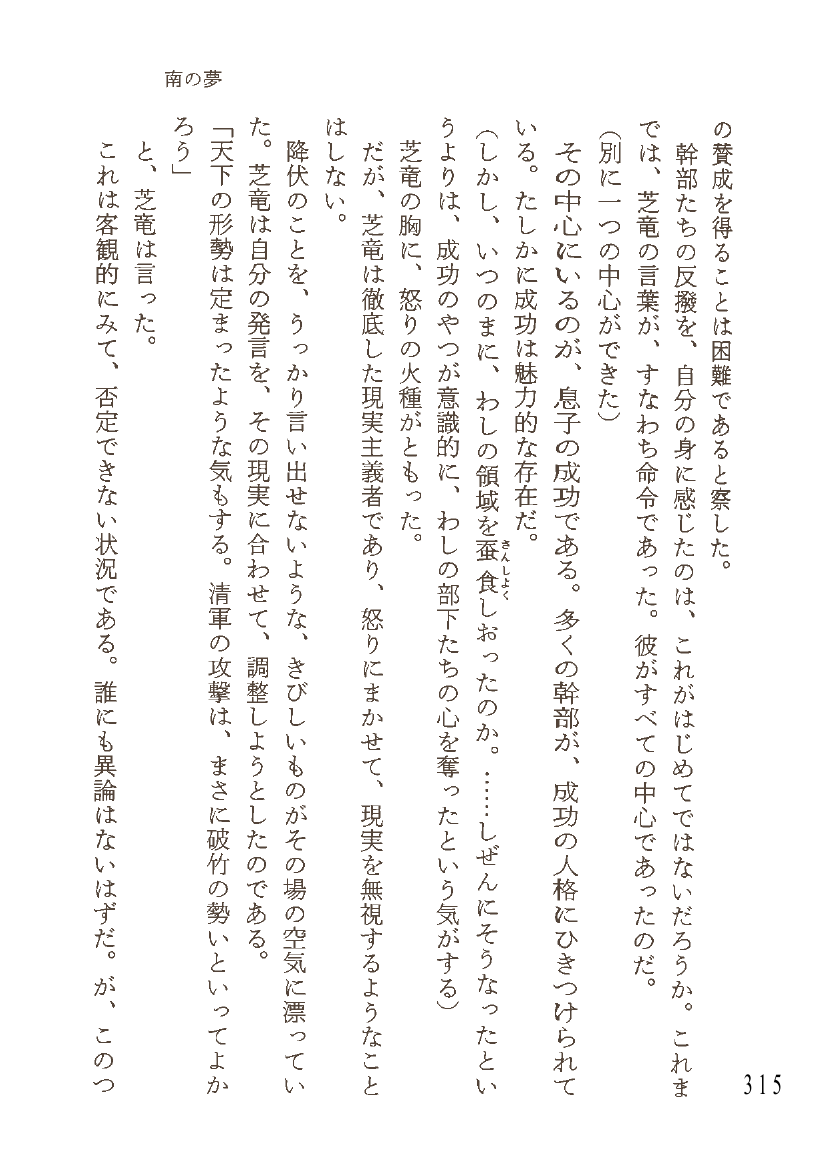 南の夢
の賛成を得ることは困難であると察した。
幹部たちの反撥を、自分の身に感じたのは、これがはじめてではないだろうか。これま
では、芝竜の言葉が、すなわち命令であった。彼がすべての中心であったのだ。
（別に一つの中心ができた）
その中心にいるのが、息子の成功である。多くの幹部が、成功の人格にひきつけられて
いる。たしかに成功は魅力的な存在だ。
（しかし、いつのまに、わしの領域を蚕食しおったのか。……しぜんにそうなったとい
さんしよく
うよりは、成功のやつが意識的に、わしの部下たちの心を奪ったという気がする）
芝竜の胸に、怒りの火種がともった。
だが、芝竜は徹底した現実主義者であり、怒りにまかせて、現実を無視するようなこと
はしない。
降伏のことを、うっかり言い出せないような、きびしいものがその場の空気に漂ってい
た。芝竜は自分の発言を、その現実に合わせて、調整しようとしたのである。
「天下の形勢は定まったような気もする。清軍の攻撃は、まさに破竹の勢いといってよか
ろう」
と、芝竜は言った。
これは客観的にみて、否定できない状況である。誰にも異論はないはずだ。が、このつ
315